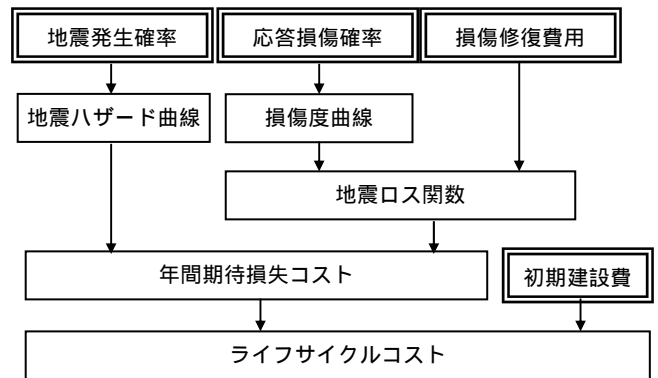 地震発生確率
応答損傷確率
損傷修復費用
地震ハザード曲線
損傷度曲線
地震ロス関数
年間期待損失コスト
初期建設費
ライフサイクルコスト